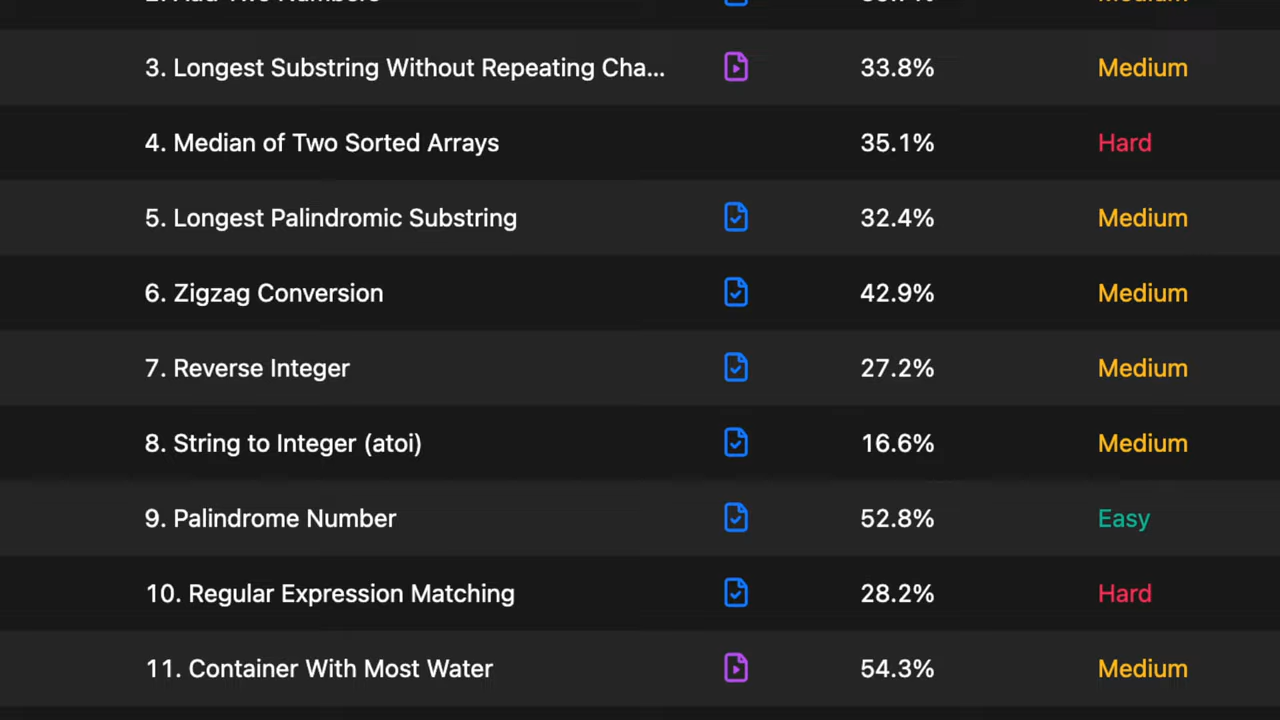 3. Longest Substring Without Repeating Cha... 33.8% Medium
4. Median of Two Sorted Arrays 35.1% Hard
5. Longest Palindromic Substring 32.4% Medium
6. Zigzag Conversion 42.9% Medium
7. Reverse Integer 27.2% Medium
8. String to Integer (atoi) 16.6% Medium
9. Palindrome Number 52.8% Easy
10. Regular Expression Matching 28.2% Hard
11. Container With Most Water 54.3% Medium